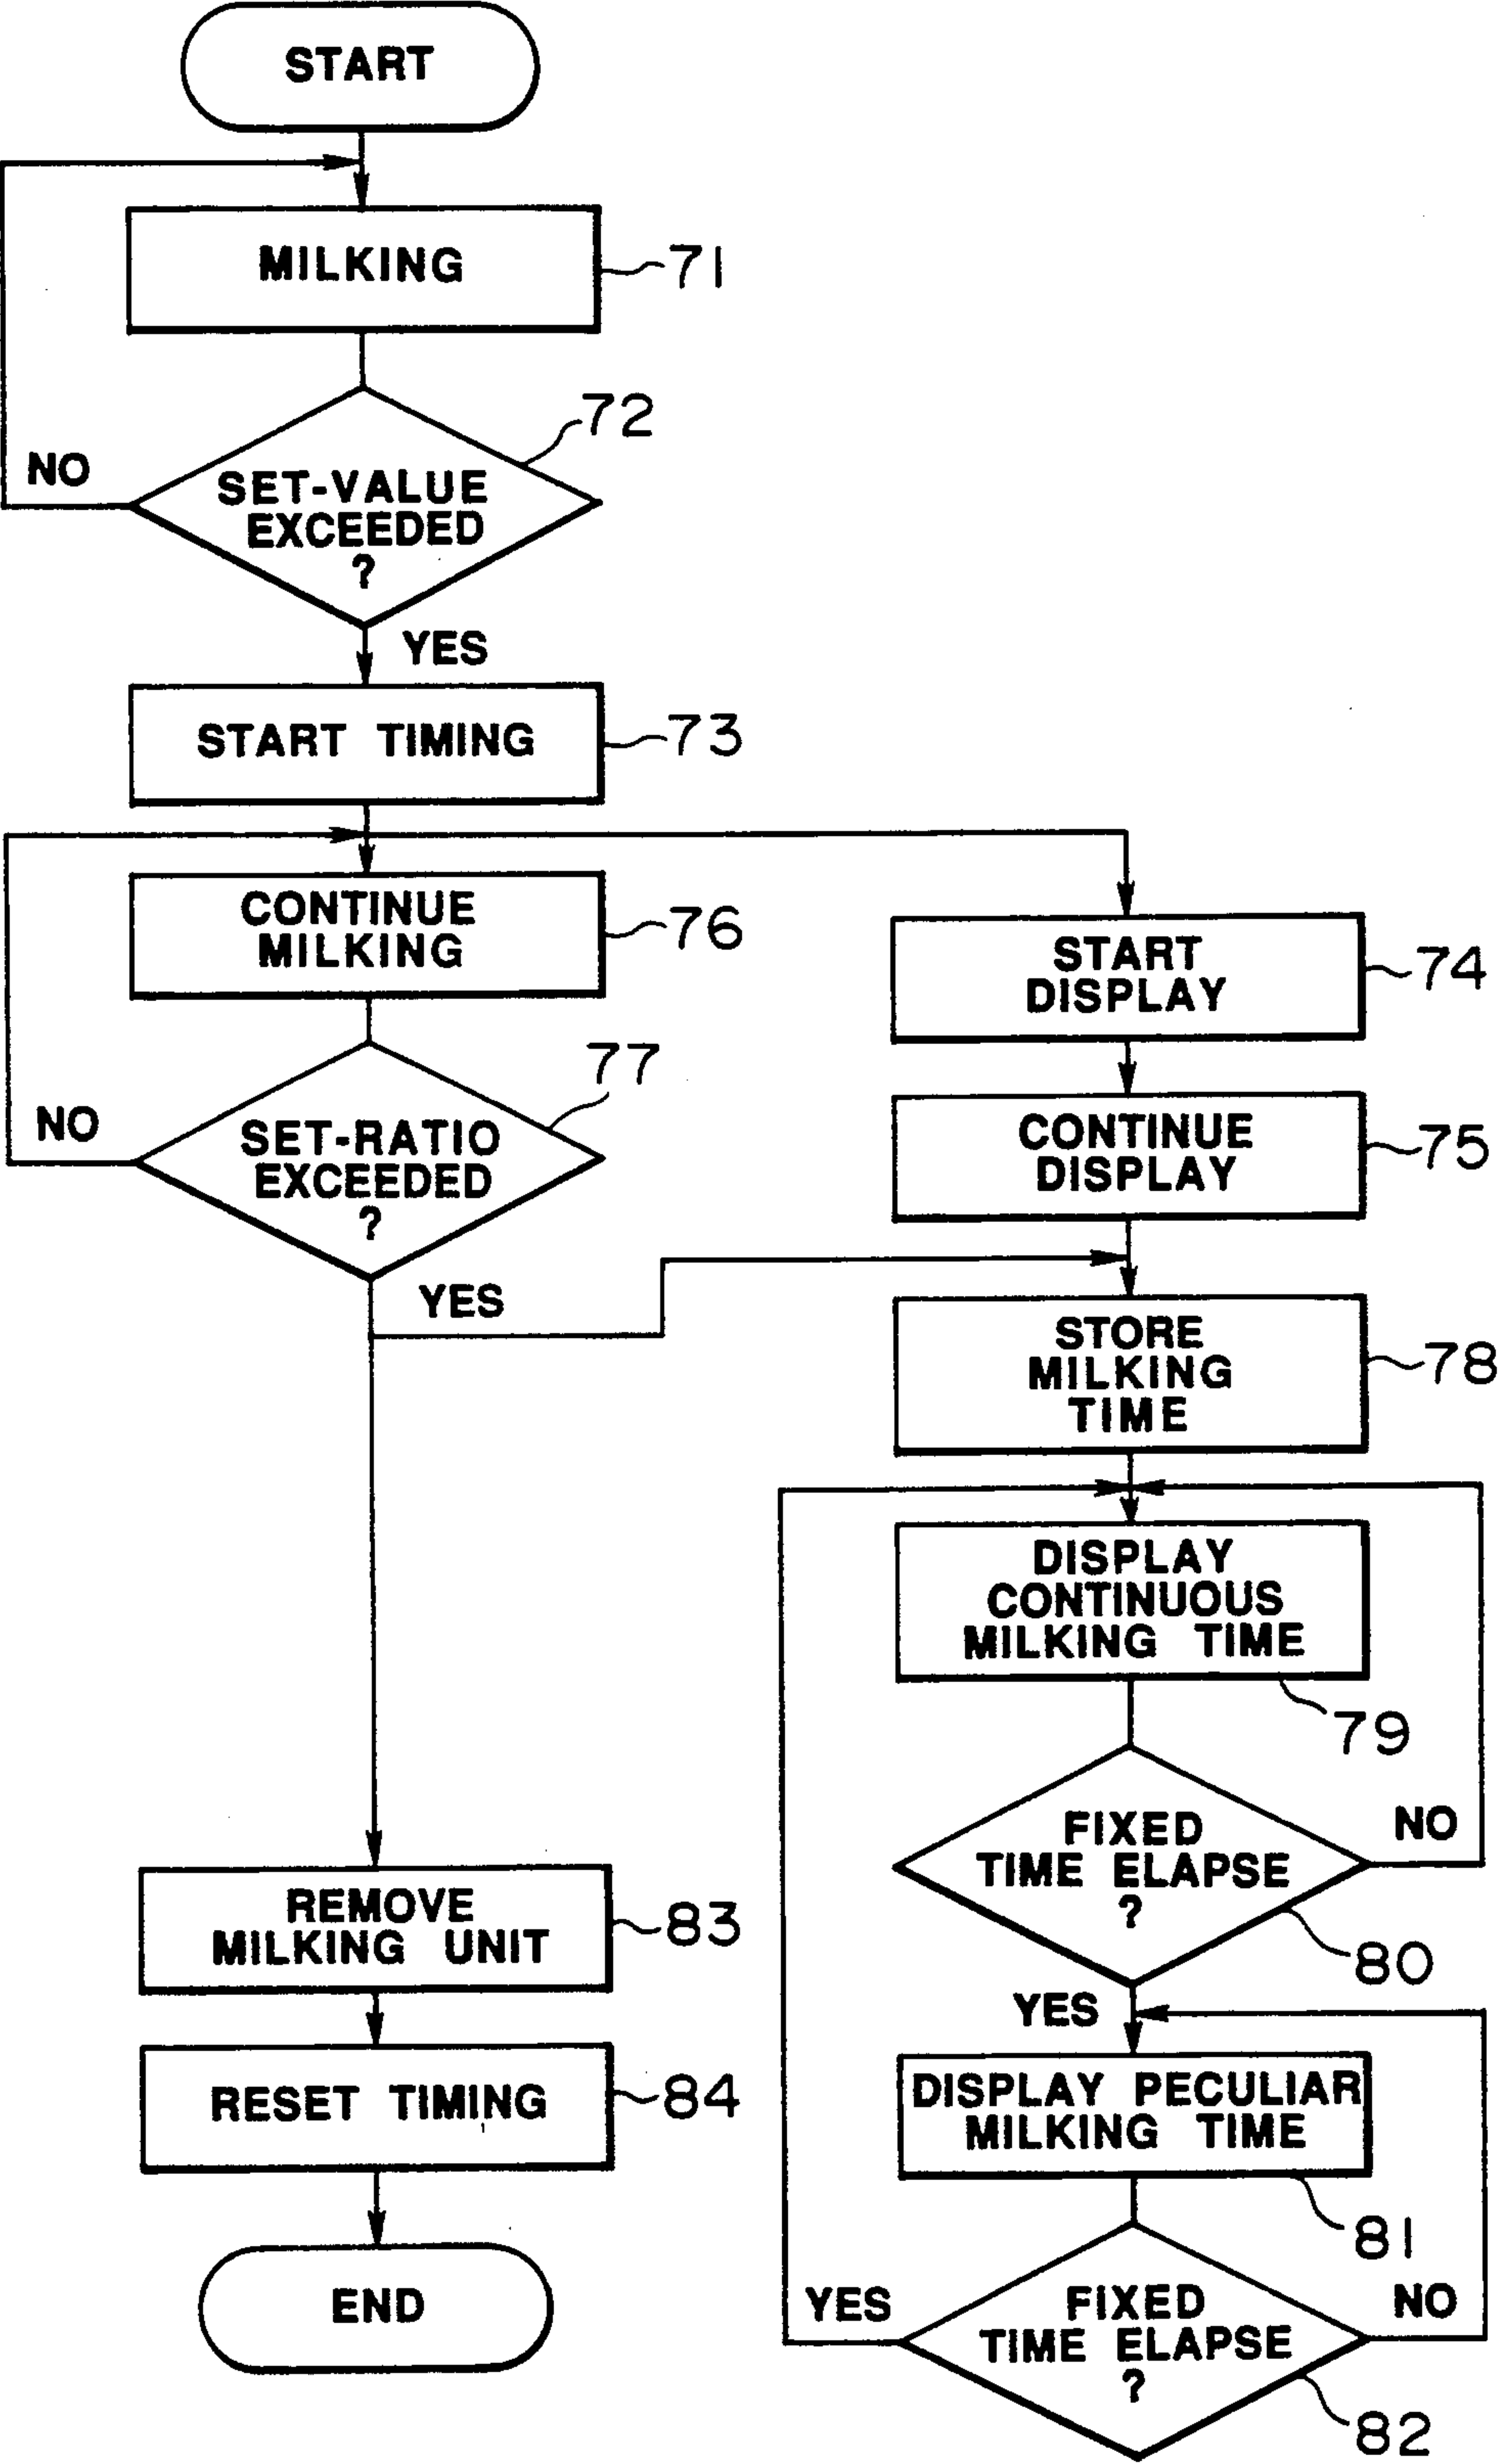 START
MILKING
71
72
NO
SET-VALUE
EXCEEDED
?
YES
START TIMING
73
CONTINUE
MILKING
76
77
NO
SET-RATIO
EXCEEDED
?
YES
START
DISPLAY
74
CONTINUE
DISPLAY
75
STORE
MILKING
TIME
78
DISPLAY
CONTINUOUS
MILKING TIME
79
FIXED
TIME ELAPSE
?
NO
80
YES
DISPLAY PECULIAR
MILKING TIME
81
YES
FIXED
TIME ELAPSE
?
NO
82
REMOVE
MILKING UNIT
83
RESET TIMING
84
END